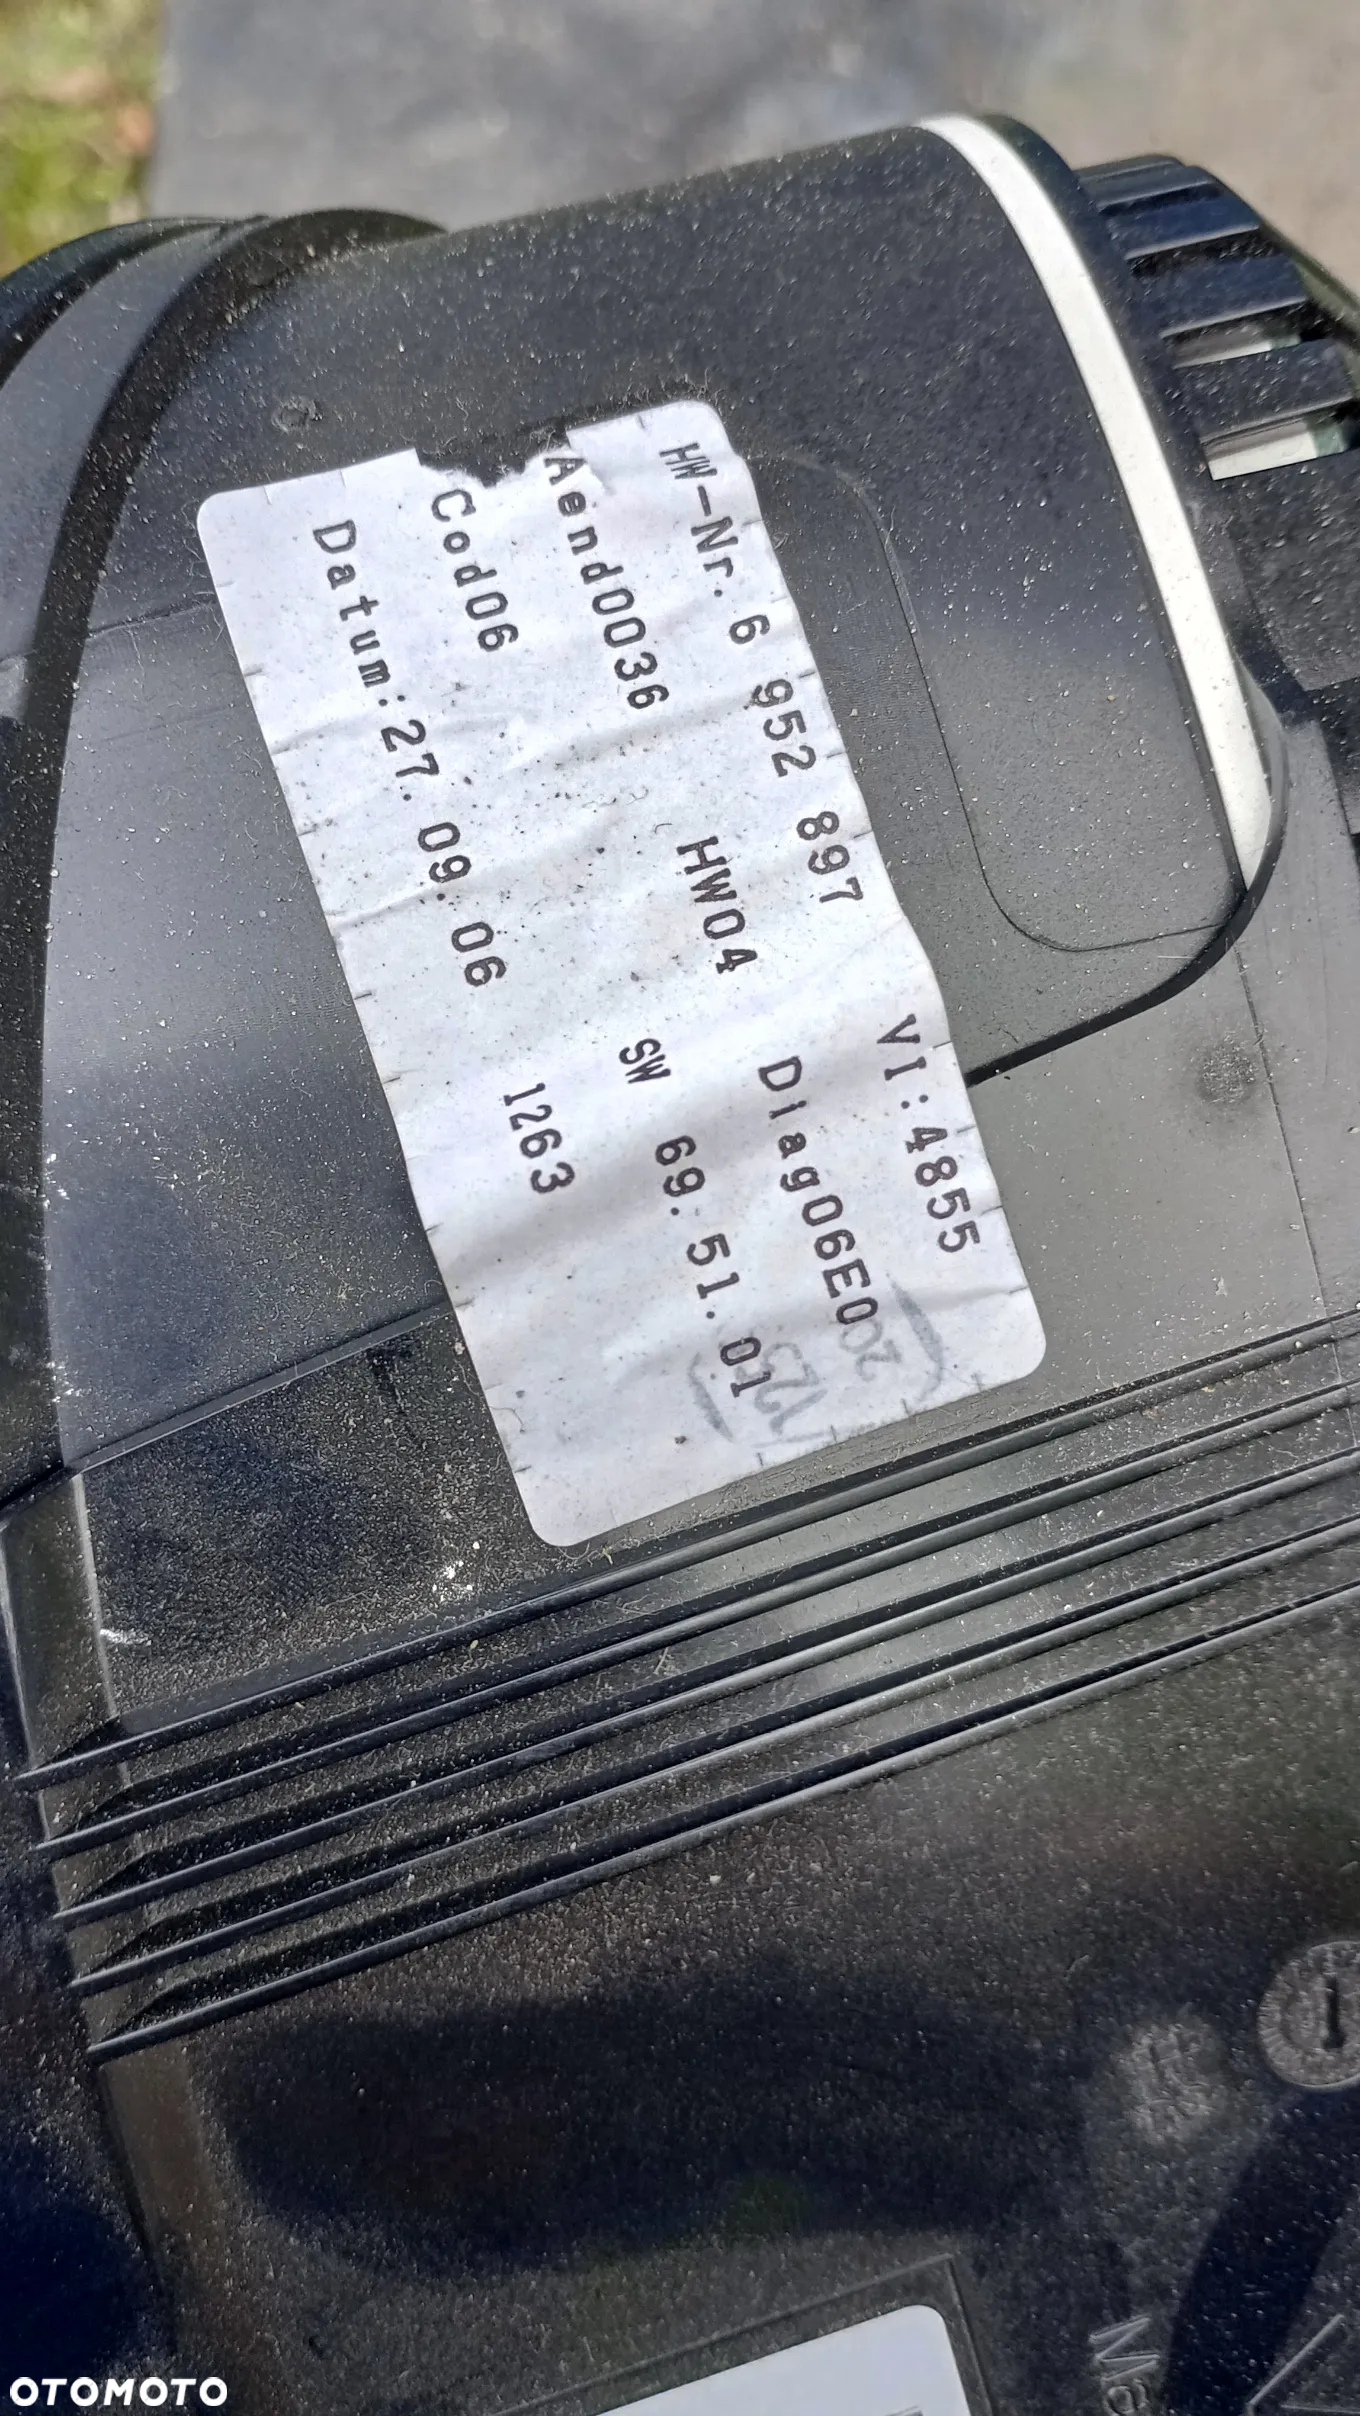 HW-Nr. 6 952 897 VI:4855
Aend0036 HW04 Diag06E0
Cod06 SW 69.51.01
Datum:27.09.06 1263
OTOMOTO